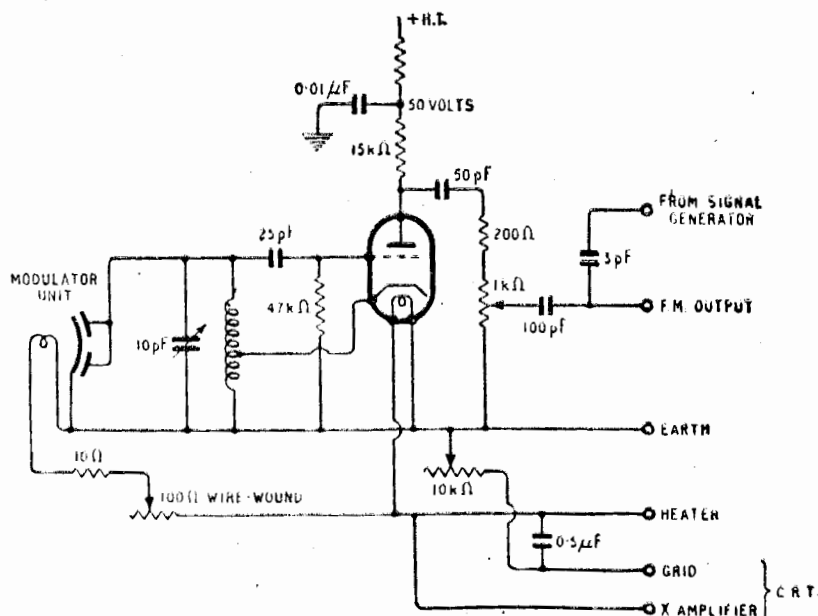 + H.T.
0·01μF
50 VOLTS
15kΩ
50pF
FROM SIGNAL
GENERATOR
25pF
200Ω
3pF
MODULATOR
UNIT
1kΩ
47kΩ
F.M. OUTPUT
10pF
100pF
EARTH
10Ω
10kΩ
100Ω WIRE-WOUND
HEATER
0·5μF
GRID
C.R.T.
X AMPLIFIER